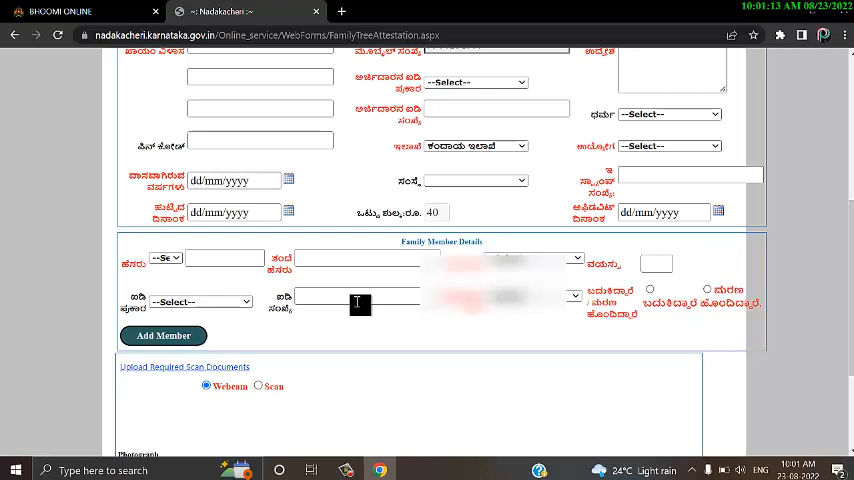 10:01:13 AM 08/23/2022
BHOOMI ONLINE
~: Nadakacheri :~
nadakacheri.karnataka.gov.in/Online_service/WebForms/FamilyTreeAttestation.aspx
ಖಾಯಂ ವಿಳಾಸ
ಮೊಬೈಲ್ ಸಂಖ್ಯೆ
ಉದ್ದೇಶ
ಅರ್ಜಿದಾರನ ಐಡಿ ಪ್ರಕಾರ
--Select--
ಅರ್ಜಿದಾರನ ಐಡಿ ಸಂಖ್ಯೆ
ಧರ್ಮ
--Select--
ಪಿನ್ ಕೋಡ್
ಇಲಾಖೆ
ಕಂದಾಯ ಇಲಾಖೆ
ಉದ್ಯೋಗ
--Select--
ವಾಸವಾಗಿರುವ ವರ್ಷಗಳು
dd/mm/yyyy
ಸಂಸ್ಥೆ
--Select--
ಇ ಸ್ಟ್ಯಾಂಪ್ ಸಂಖ್ಯೆ:
ಹುಟ್ಟಿದ ದಿನಾಂಕ
dd/mm/yyyy
ಒಟ್ಟು ಶುಲ್ಕ:ರೂ.
40
ಅಫಿಡವಿಟ್ ದಿನಾಂಕ
dd/mm/yyyy
Family Member Details
ಹೆಸರು
--Se
ತಂದೆ ಹೆಸರು
ವಯಸ್ಸು
ಐಡಿ ಪ್ರಕಾರ
--Select--
ಐಡಿ ಸಂಖ್ಯೆ
ಬದುಕಿದ್ದಾರೆ / ಮರಣ ಹೊಂದಿದ್ದಾರೆ
ಬದುಕಿದ್ದಾರೆ
ಮರಣ ಹೊಂದಿದ್ದಾರೆ.
Add Member
Upload Required Scan Documents
Webcam
Scan
Photograph
Type here to search
24°C Light rain
ENG
10:01 AM
23-08-2022